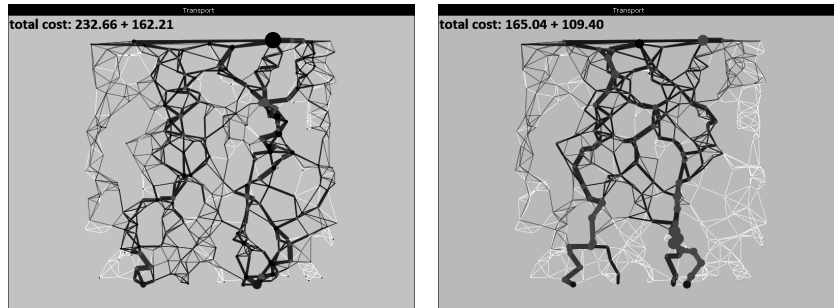 Transport
total cost: 232.66 + 162.21
Transport
total cost: 165.04 + 109.40